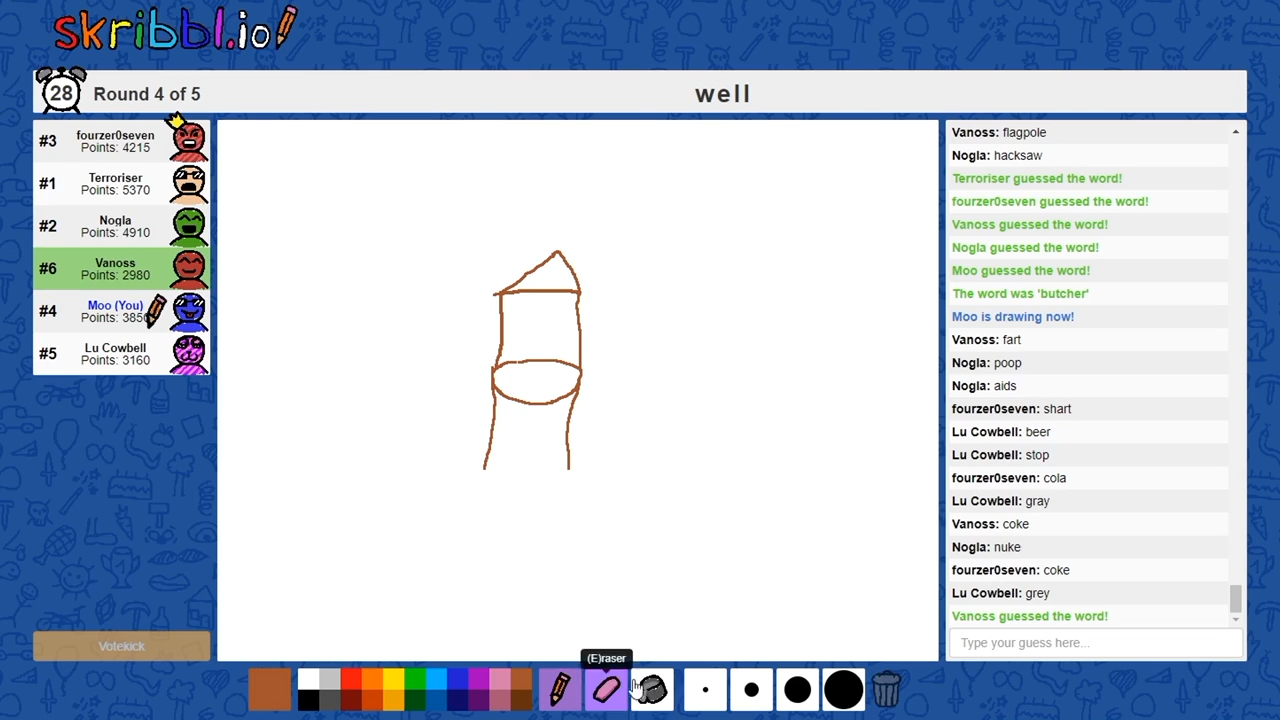 skribbl.io
28
Round 4 of 5
well
#3
fourzer0seven
Points: 4215
#1
Terroriser
Points: 5370
#2
Nogla
Points: 4910
#6
Vanoss
Points: 2980
#4
Moo (You)
Points: 3850
#5
Lu Cowbell
Points: 3160
Votekick
Vanoss: flagpole
Nogla: hacksaw
Terroriser guessed the word!
fourzer0seven guessed the word!
Vanoss guessed the word!
Nogla guessed the word!
Moo guessed the word!
The word was 'butcher'
Moo is drawing now!
Vanoss: fart
Nogla: poop
Nogla: aids
fourzer0seven: shart
Lu Cowbell: beer
Lu Cowbell: stop
fourzer0seven: cola
Lu Cowbell: gray
Vanoss: coke
Nogla: nuke
fourzer0seven: coke
Lu Cowbell: grey
Vanoss guessed the word!
Type your guess here...
(E)raser